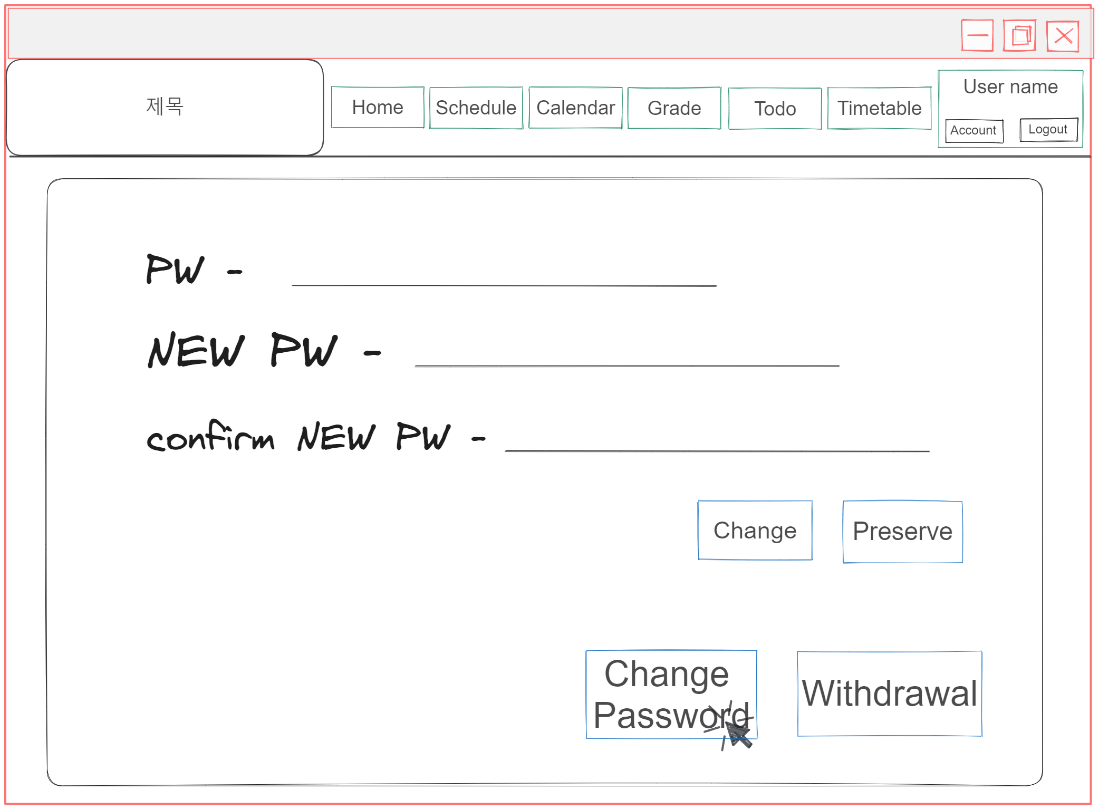 제목
Home
Schedule
Calendar
Grade
Todo
Timetable
User name
Account
Logout
PW -
NEW PW -
confirm NEW PW -
Change
Preserve
Change
Password
Withdrawal